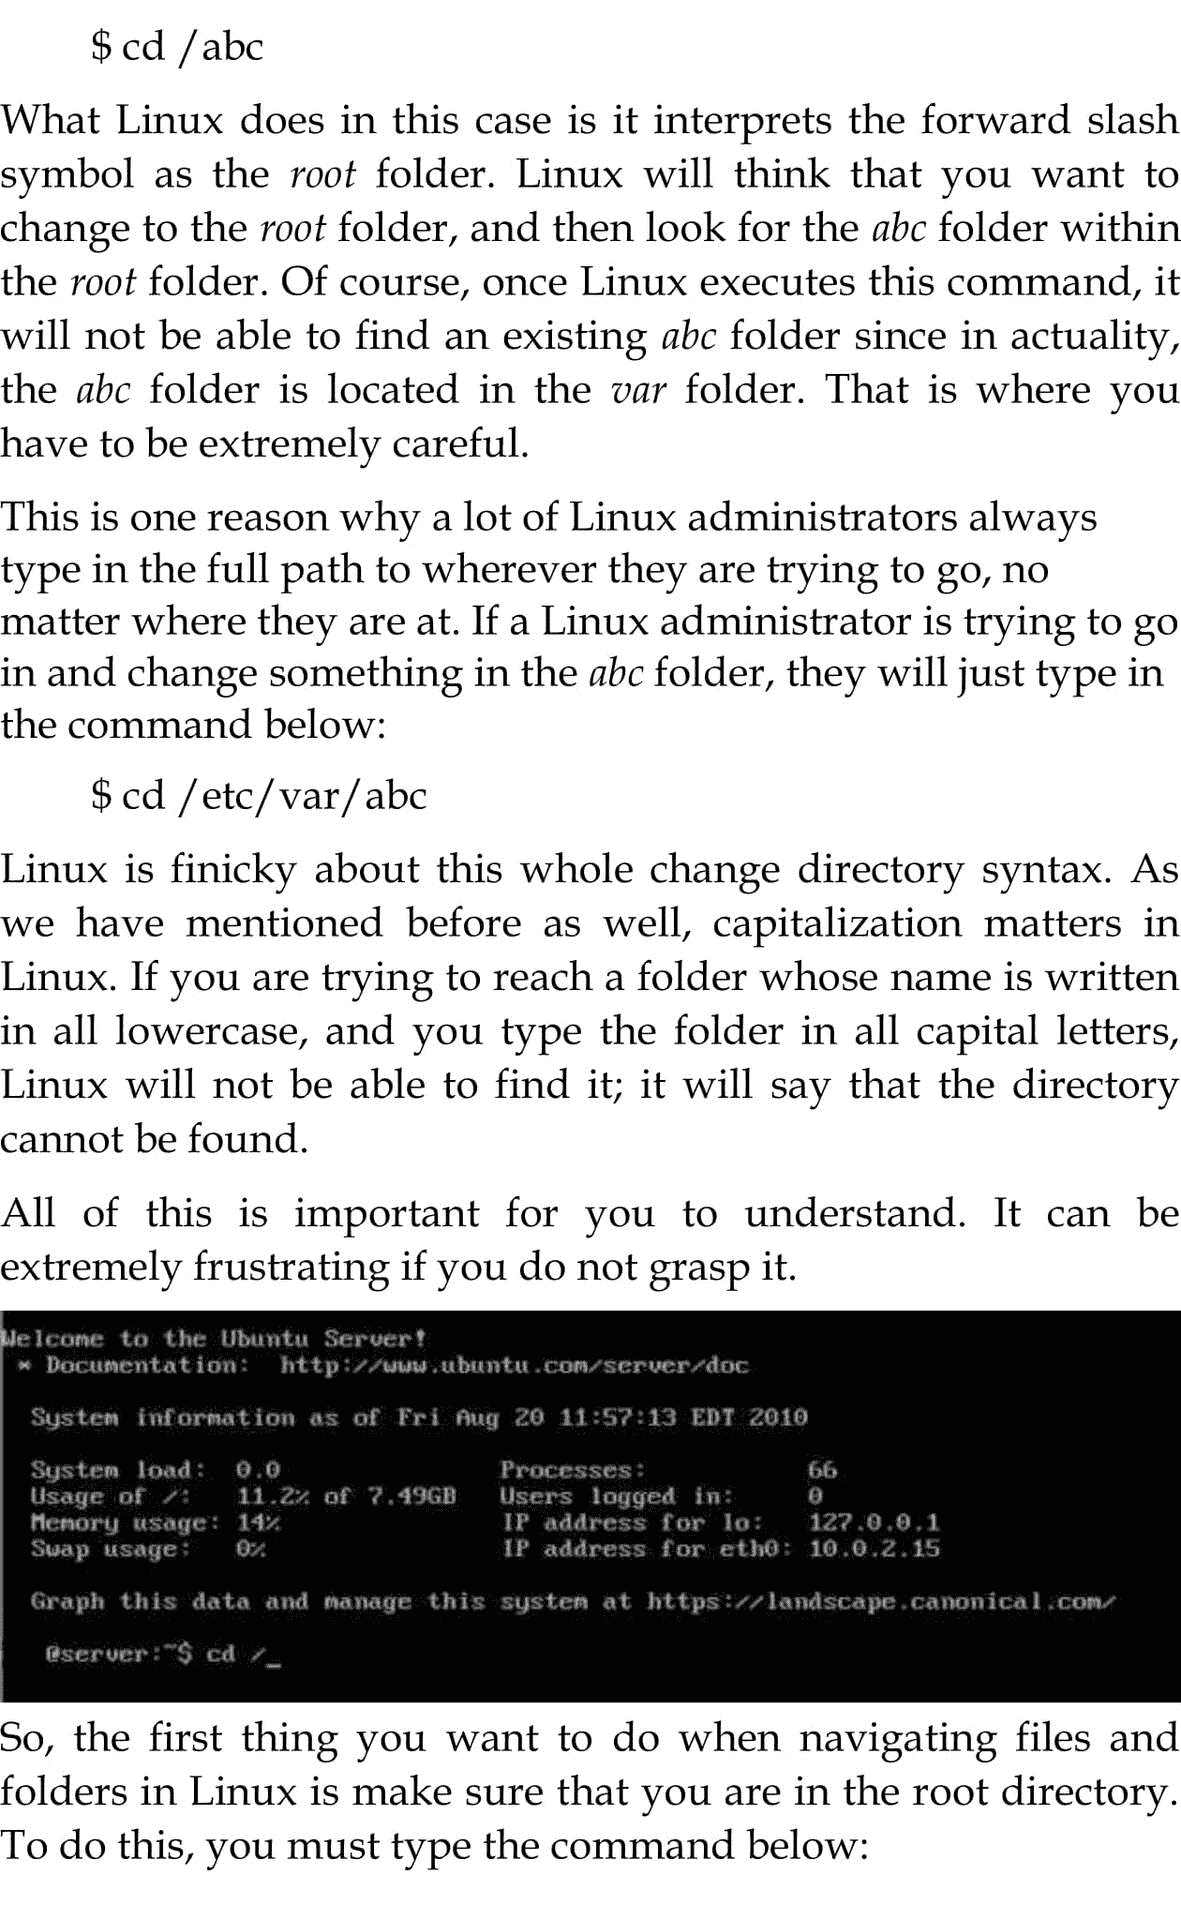 $ cd /abc
What Linux does in this case is it interprets the forward slash
symbol as the root folder. Linux will think that you want to
change to the root folder, and then look for the abc folder within
the root folder. Of course, once Linux executes this command, it
will not be able to find an existing abc folder since in actuality,
the abc folder is located in the var folder. That is where you
have to be extremely careful.
This is one reason why a lot of Linux administrators always
type in the full path to wherever they are trying to go, no
matter where they are at. If a Linux administrator is trying to go
in and change something in the abc folder, they will just type in
the command below:
$ cd /etc/var/abc
Linux is finicky about this whole change directory syntax. As
we have mentioned before as well, capitalization matters in
Linux. If you are trying to reach a folder whose name is written
in all lowercase, and you type the folder in all capital letters,
Linux will not be able to find it; it will say that the directory
cannot be found.
All of this is important for you to understand. It can be
extremely frustrating if you do not grasp it.
Welcome to the Ubuntu Server!
* Documentation: http://www.ubuntu.com/server/doc
System information as of Fri Aug 20 11:57:13 EDT 2010
System load: 0.0 Processes: 66
Usage of /: 11.2% of 7.49GB Users logged in: 0
Memory usage: 14% IP address for lo: 127.0.0.1
Swap usage: 0% IP address for eth0: 10.0.2.15
Graph this data and manage this system at https://landscape.canonical.com/
@server:~$ cd /_
So, the first thing you want to do when navigating files and
folders in Linux is make sure that you are in the root directory.
To do this, you must type the command below: